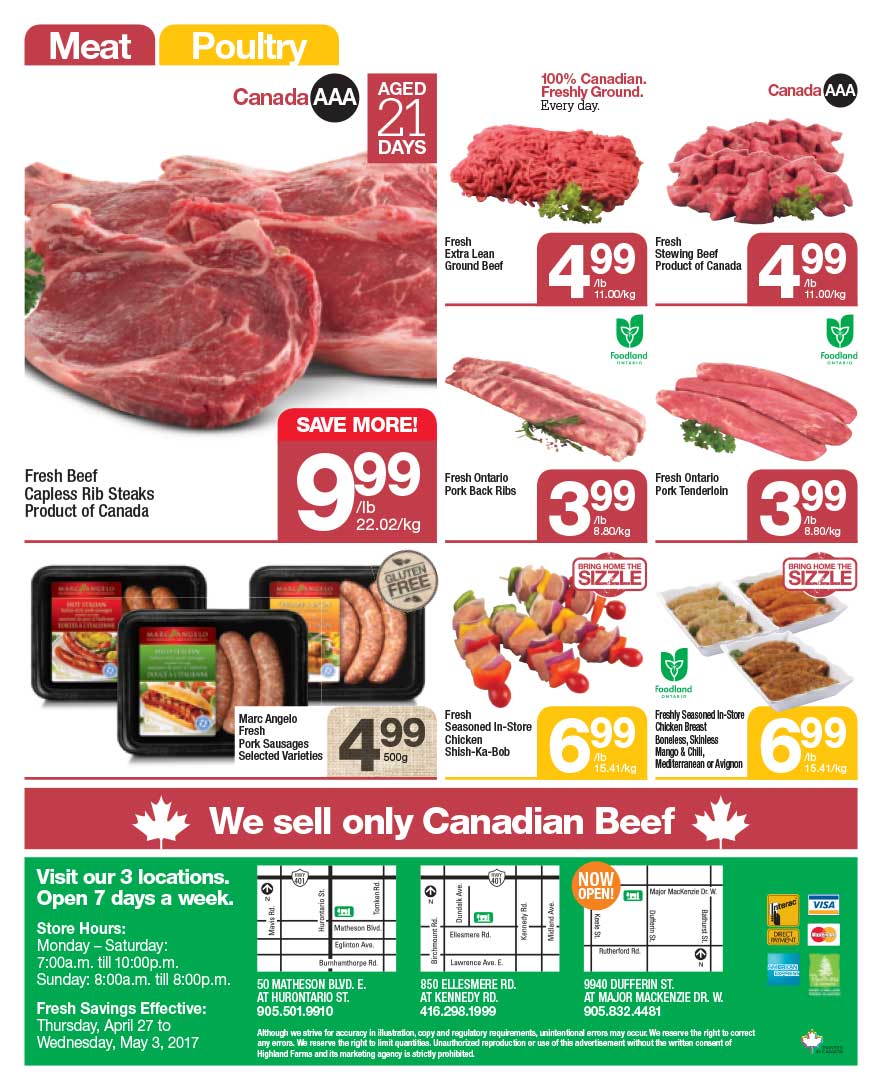 Meat
Poultry
Canada AAA
AGED
21
DAYS
SAVE MORE!
Fresh Beef
Capless Rib Steaks
Product of Canada
9.99
/lb
22.02/kg
100% Canadian.
Freshly Ground.
Every day.
Fresh
Extra Lean
Ground Beef
4.99
/lb
11.00/kg
Canada AAA
Fresh
Stewing Beef
Product of Canada
4.99
/lb
11.00/kg
Foodland
ONTARIO
Fresh Ontario
Pork Back Ribs
3.99
/lb
8.80/kg
Foodland
ONTARIO
Fresh Ontario
Pork Tenderloin
3.99
/lb
8.80/kg
GLUTEN
FREE
MARC ANGELO
HOT ITALIAN
FORTES À L'ITALIENNE
MARC ANGELO
MILD ITALIAN
DOUCE À L'ITALIENNE
Marc Angelo
Fresh
Pork Sausages
Selected Varieties
4.99
500g
BRING HOME THE
SIZZLE
Fresh
Seasoned In-Store
Chicken
Shish-Ka-Bob
6.99
/lb
15.41/kg
BRING HOME THE
SIZZLE
Foodland
ONTARIO
Freshly Seasoned In-Store
Chicken Breast
Boneless, Skinless
Mango & Chili,
Mediterranean or Avignon
6.99
/lb
15.41/kg
We sell only Canadian Beef
Visit our 3 locations.
Open 7 days a week.
Store Hours:
Monday – Saturday:
7:00a.m. till 10:00p.m.
Sunday: 8:00a.m. till 8:00p.m.
Fresh Savings Effective:
Thursday, April 27 to
Wednesday, May 3, 2017
HWY
401
N
Mavis Rd.
Hurontario St.
Tomken Rd.
Matheson Blvd.
Eglinton Ave.
Burnhamthorpe Rd.
50 MATHESON BLVD. E.
AT HURONTARIO ST.
905.501.9910
HWY
401
N
Birchmount Rd.
Dundalk Ave.
Kennedy Rd.
Midland Ave.
Ellesmere Rd.
Lawrence Ave. E.
850 ELLESMERE RD.
AT KENNEDY RD.
416.298.1999
NOW
OPEN!
Major MacKenzie Dr. W.
Keele St.
Dufferin St.
Bathurst St.
Rutherford Rd.
N
9940 DUFFERIN ST.
AT MAJOR MACKENZIE DR. W.
905.832.4481
Interac
DIRECT
PAYMENT
VISA
MasterCard
AMERICAN
EXPRESS
Although we strive for accuracy in illustration, copy and regulatory requirements, unintentional errors may occur. We reserve the right to correct
any errors. We reserve the right to limit quantities. Unauthorized reproduction or use of this advertisement without the written consent of
Highland Farms and its marketing agency is strictly prohibited.
PRINTED
IN CANADA